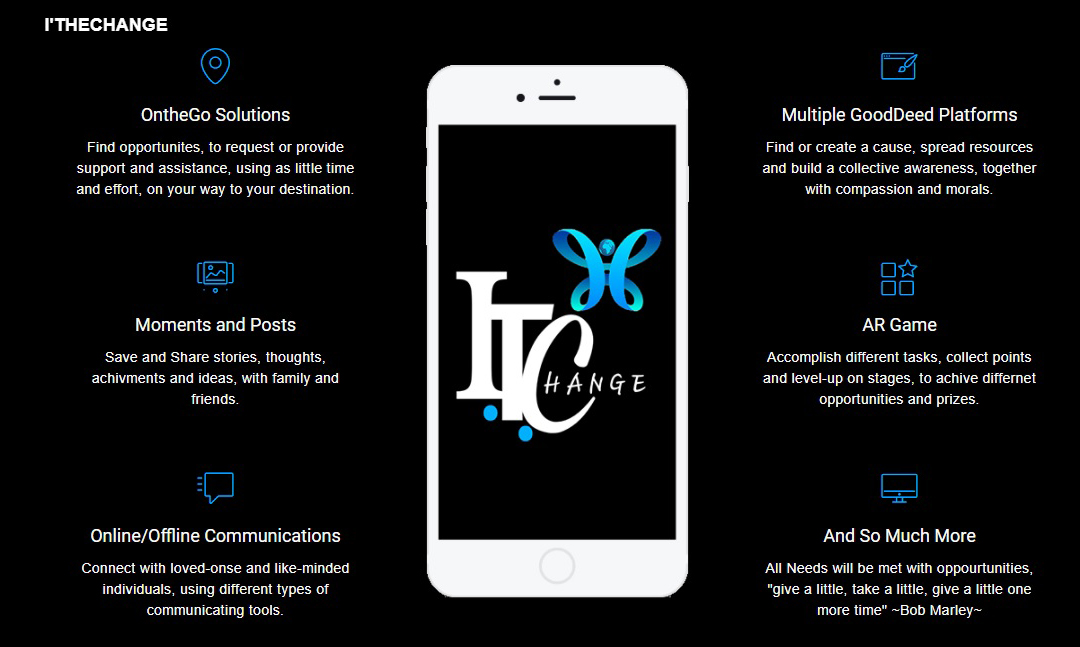 I'THECHANGE
OntheGo Solutions
Find opportunites, to request or provide
support and assistance, using as little time
and effort, on your way to your destination.
Moments and Posts
Save and Share stories, thoughts,
achivments and ideas, with family and
friends.
Online/Offline Communications
Connect with loved-onse and like-minded
individuals, using different types of
communicating tools.
ITCHANGE
Multiple GoodDeed Platforms
Find or create a cause, spread resources
and build a collective awareness, together
with compassion and morals.
AR Game
Accomplish different tasks, collect points
and level-up on stages, to achive differnet
opportunities and prizes.
And So Much More
All Needs will be met with oppourtunities,
"give a little, take a little, give a little one
more time" ~Bob Marley~